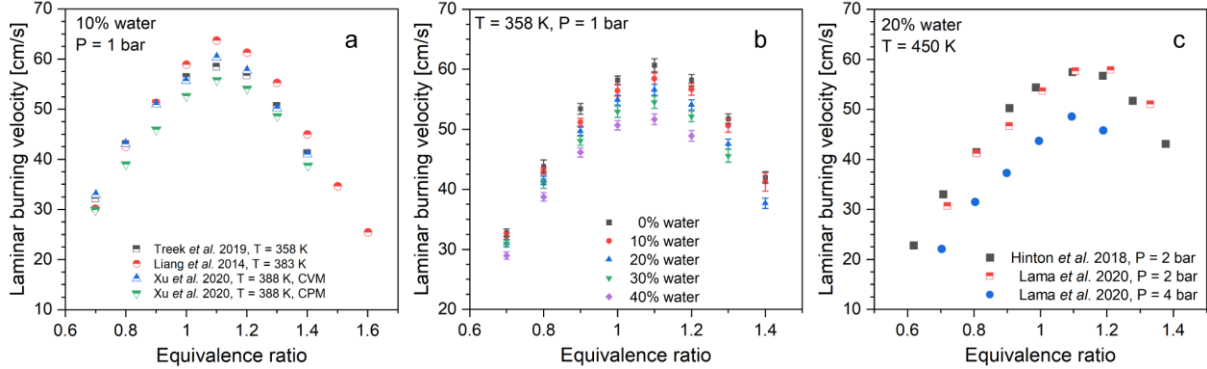 10% water
P = 1 bar
a
Laminar burning velocity [cm/s]
70
60
50
40
30
20
10
Treek et al. 2019, T = 358 K
Liang et al. 2014, T = 383 K
Xu et al. 2020, T = 388 K, CVM
Xu et al. 2020, T = 388 K, CPM
0.6 0.8 1 1.2 1.4 1.6
Equivalence ratio
T = 358 K, P = 1 bar
b
Laminar burning velocity [cm/s]
70
60
50
40
30
20
0% water
10% water
20% water
30% water
40% water
0.6 0.8 1.0 1.2 1.4
Equivalence ratio
20% water
T = 450 K
c
Laminar burning velocity [cm/s]
70
60
50
40
30
20
10
Hinton et al. 2018, P = 2 bar
Lama et al. 2020, P = 2 bar
Lama et al. 2020, P = 4 bar
0.6 0.8 1 1.2 1.4
Equivalence ratio